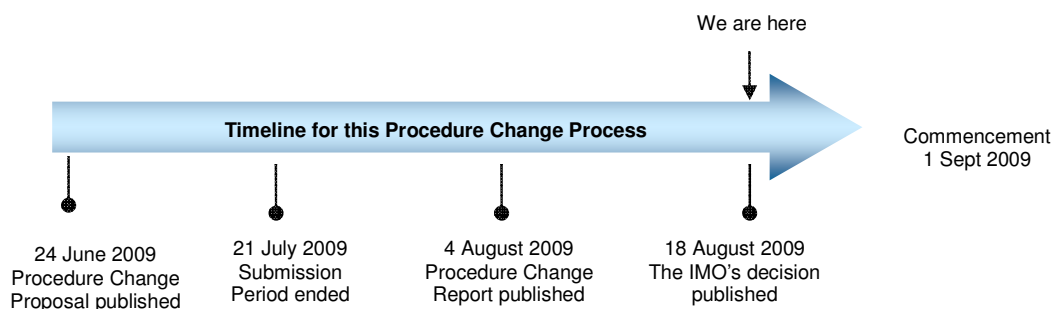 We are here
Timeline for this Procedure Change Process
Commencement
1 Sept 2009
24 June 2009
Procedure Change
Proposal published
21 July 2009
Submission
Period ended
4 August 2009
Procedure Change
Report published
18 August 2009
The IMO's decision
published